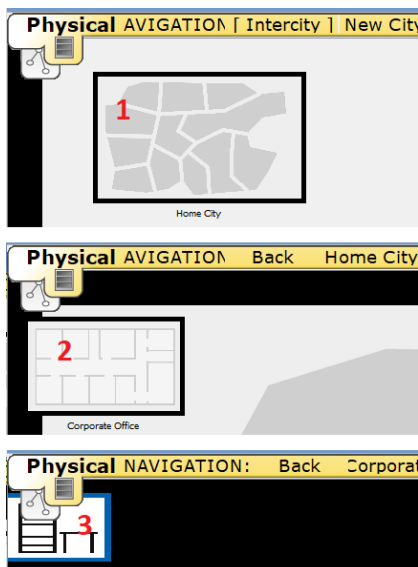 Physical AVIGATION [ Intercity ] New City
1
Home City
Physical AVIGATION Back Home City
2
Corporate Office
Physical NAVIGATION: Back Corporat
3